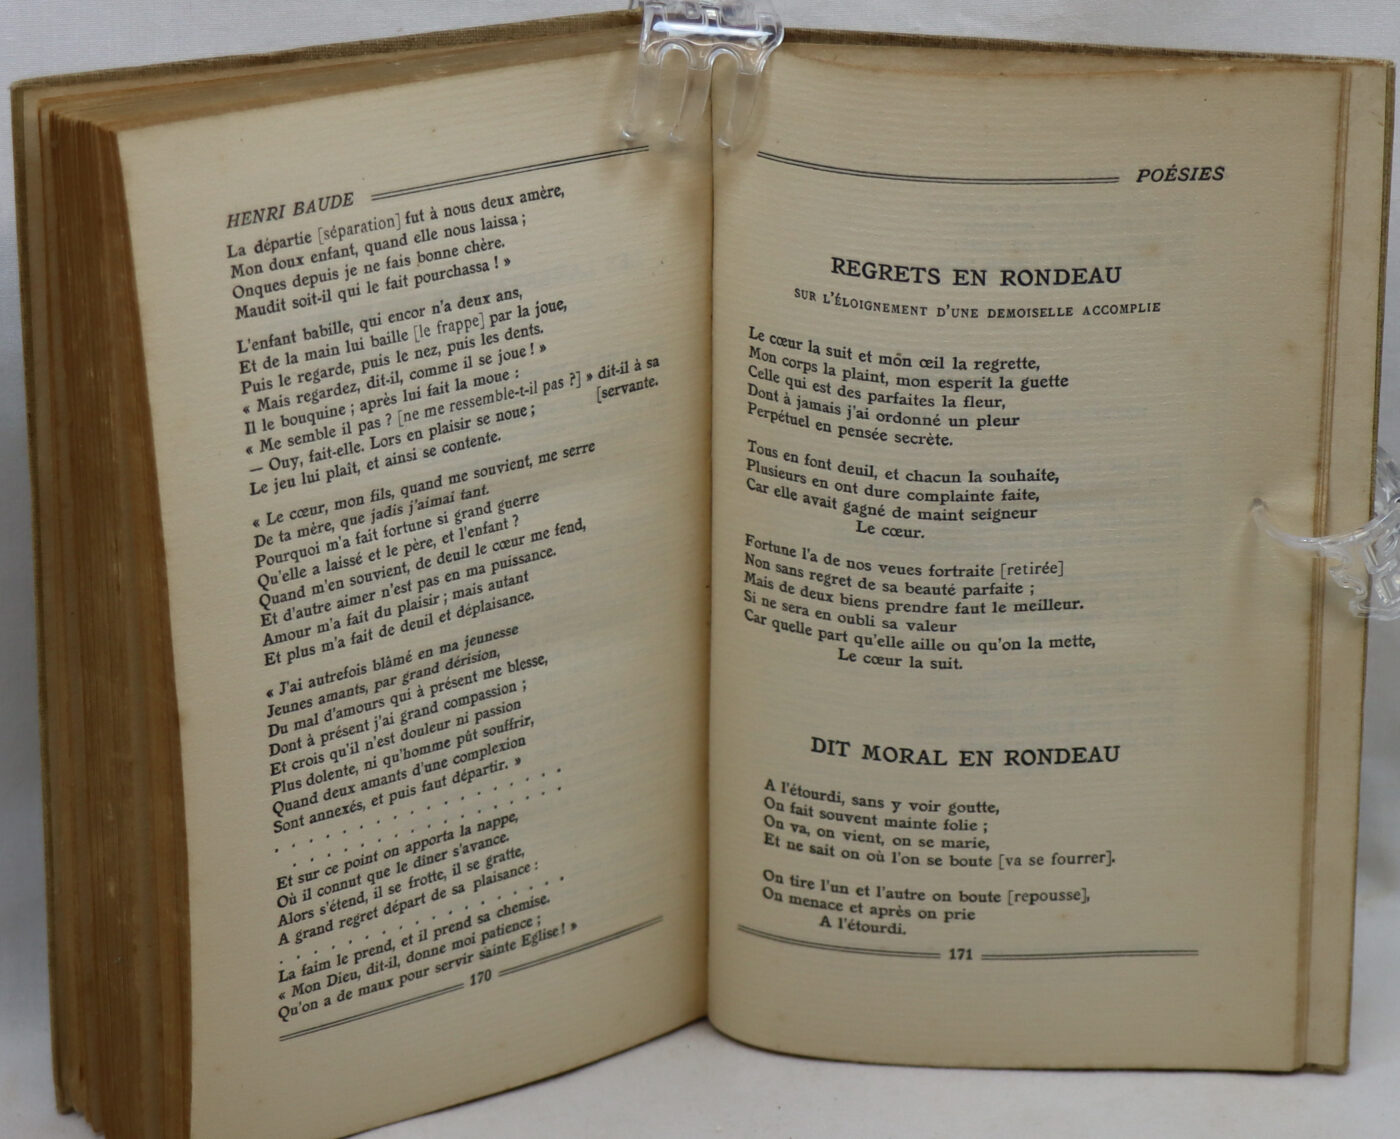 HENRI BAUDE
La départie [séparation] fut à nous deux amère,
Mon doux enfant, quand elle nous laissa ;
Onques depuis je ne fais bonne chère.
Maudit soit-il qui le fait pourchassa ! »
L'enfant babille, qui encor n'a deux ans,
Et de la main lui baille [le frappe] par la joue,
Puis le regarde, puis le nez, puis les dents.
« Mais regardez, dit-il, comme il se joue ! »
Il le bouquine ; après lui fait la moue :
« Me semble il pas ? [ne me ressemble-t-il pas ?] » dit-il à sa
[servante.
— Ouy, fait-elle. Lors en plaisir se noue ;
Le jeu lui plaît, et ainsi se contente.
« Le cœur, mon fils, quand me souvient, me serre
De ta mère, que jadis j'aimai tant.
Pourquoi m'a fait fortune si grand guerre
Qu'elle a laissé et le père, et l'enfant ?
Quand m'en souvient, de deuil le cœur me fend,
Et d'autre aimer n'est pas en ma puissance.
Amour m'a fait du plaisir ; mais autant
Et plus m'a fait de deuil et déplaisance.
« J'ai autrefois blâmé en ma jeunesse
Jeunes amants, par grand dérision,
Du mal d'amours qui à présent me blesse,
Dont à présent j'ai grand compassion ;
Et crois qu'il n'est douleur ni passion
Plus dolente, ni qu'homme pût souffrir,
Quand deux amants d'une complexion
Sont annexés, et puis faut départir. »
. . . . . . . . . . . . . .
. . . . . . . . . . . . . .
Et sur ce point on apporta la nappe,
Où il connut que le dîner s'avance.
Alors s'étend, il se frotte, il se gratte,
A grand regret départ de sa plaisance :
. . . . . . . . . . . . . .
La faim le prend, et il prend sa chemise.
« Mon Dieu, dit-il, donne moi patience ;
Qu'on a de maux pour servir sainte Eglise ! »
170
POÉSIES
REGRETS EN RONDEAU
SUR L'ÉLOIGNEMENT D'UNE DEMOISELLE ACCOMPLIE
Le cœur la suit et mon œil la regrette,
Mon corps la plaint, mon esperit la guette
Celle qui est des parfaites la fleur,
Dont à jamais j'ai ordonné un pleur
Perpétuel en pensée secrète.
Tous en font deuil, et chacun la souhaite,
Plusieurs en ont dure complainte faite,
Car elle avait gagné de maint seigneur
Le cœur.
Fortune l'a de nos veues fortraite [retirée]
Non sans regret de sa beauté parfaite ;
Mais de deux biens prendre faut le meilleur.
Si ne sera en oubli sa valeur
Car quelle part qu'elle aille ou qu'on la mette,
Le cœur la suit.
DIT MORAL EN RONDEAU
A l'étourdi, sans y voir goutte,
On fait souvent mainte folie ;
On va, on vient, on se marie,
Et ne sait on où l'on se boute [va se fourrer].
On tire l'un et l'autre on boute [repousse],
On menace et après on prie
A l'étourdi.
171